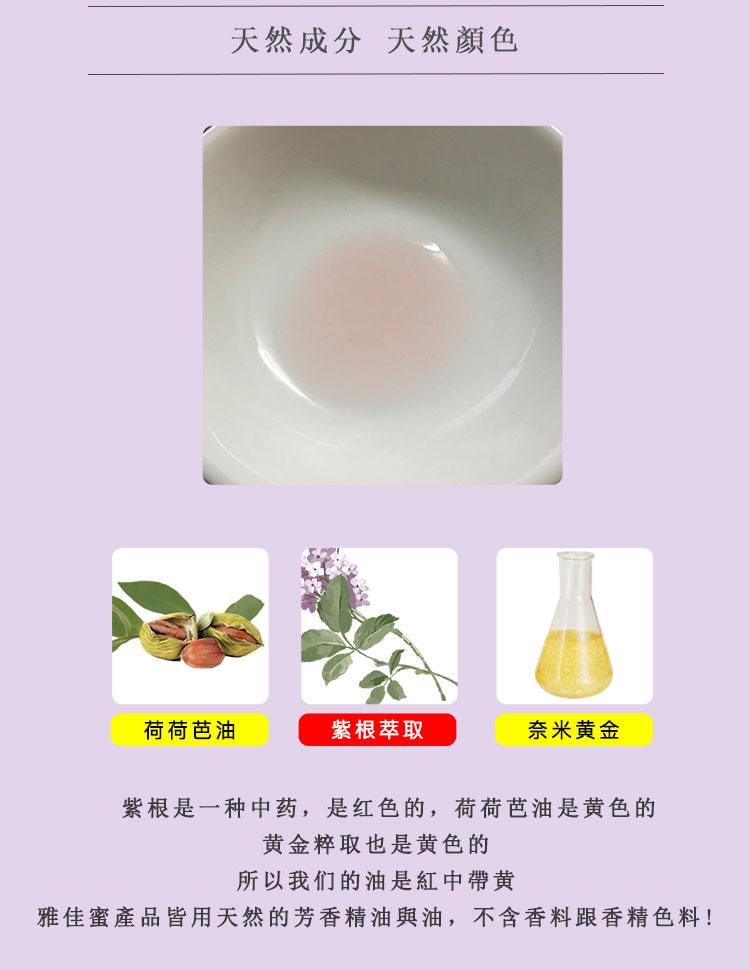 天然成分 天然顏色
荷荷芭油 紫根萃取 奈米黄金
紫根是一种中药，是红色的，荷荷芭油是黄色的
黄金粹取也是黄色的
所以我们的油是紅中帶黄
雅佳蜜產品皆用天然的芳香精油與油，不含香料跟香精色料！